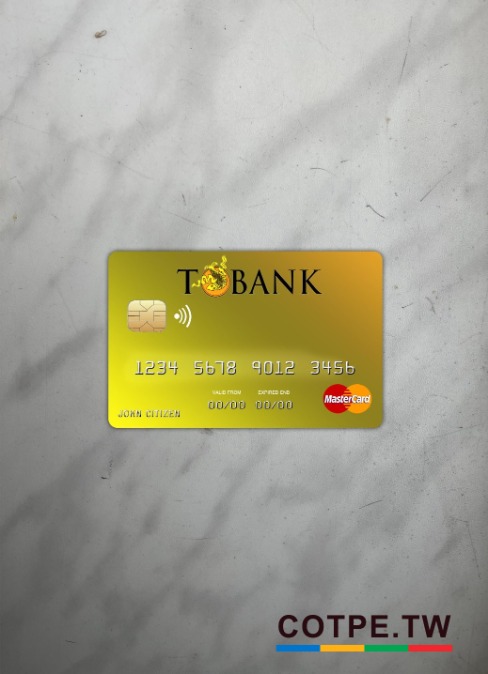 TOBANK
1234 5678 9012 3456
VALID FROM EXPIRES END
00/00 00/00
JOHN CITIZEN
MasterCard
COTPE.TW